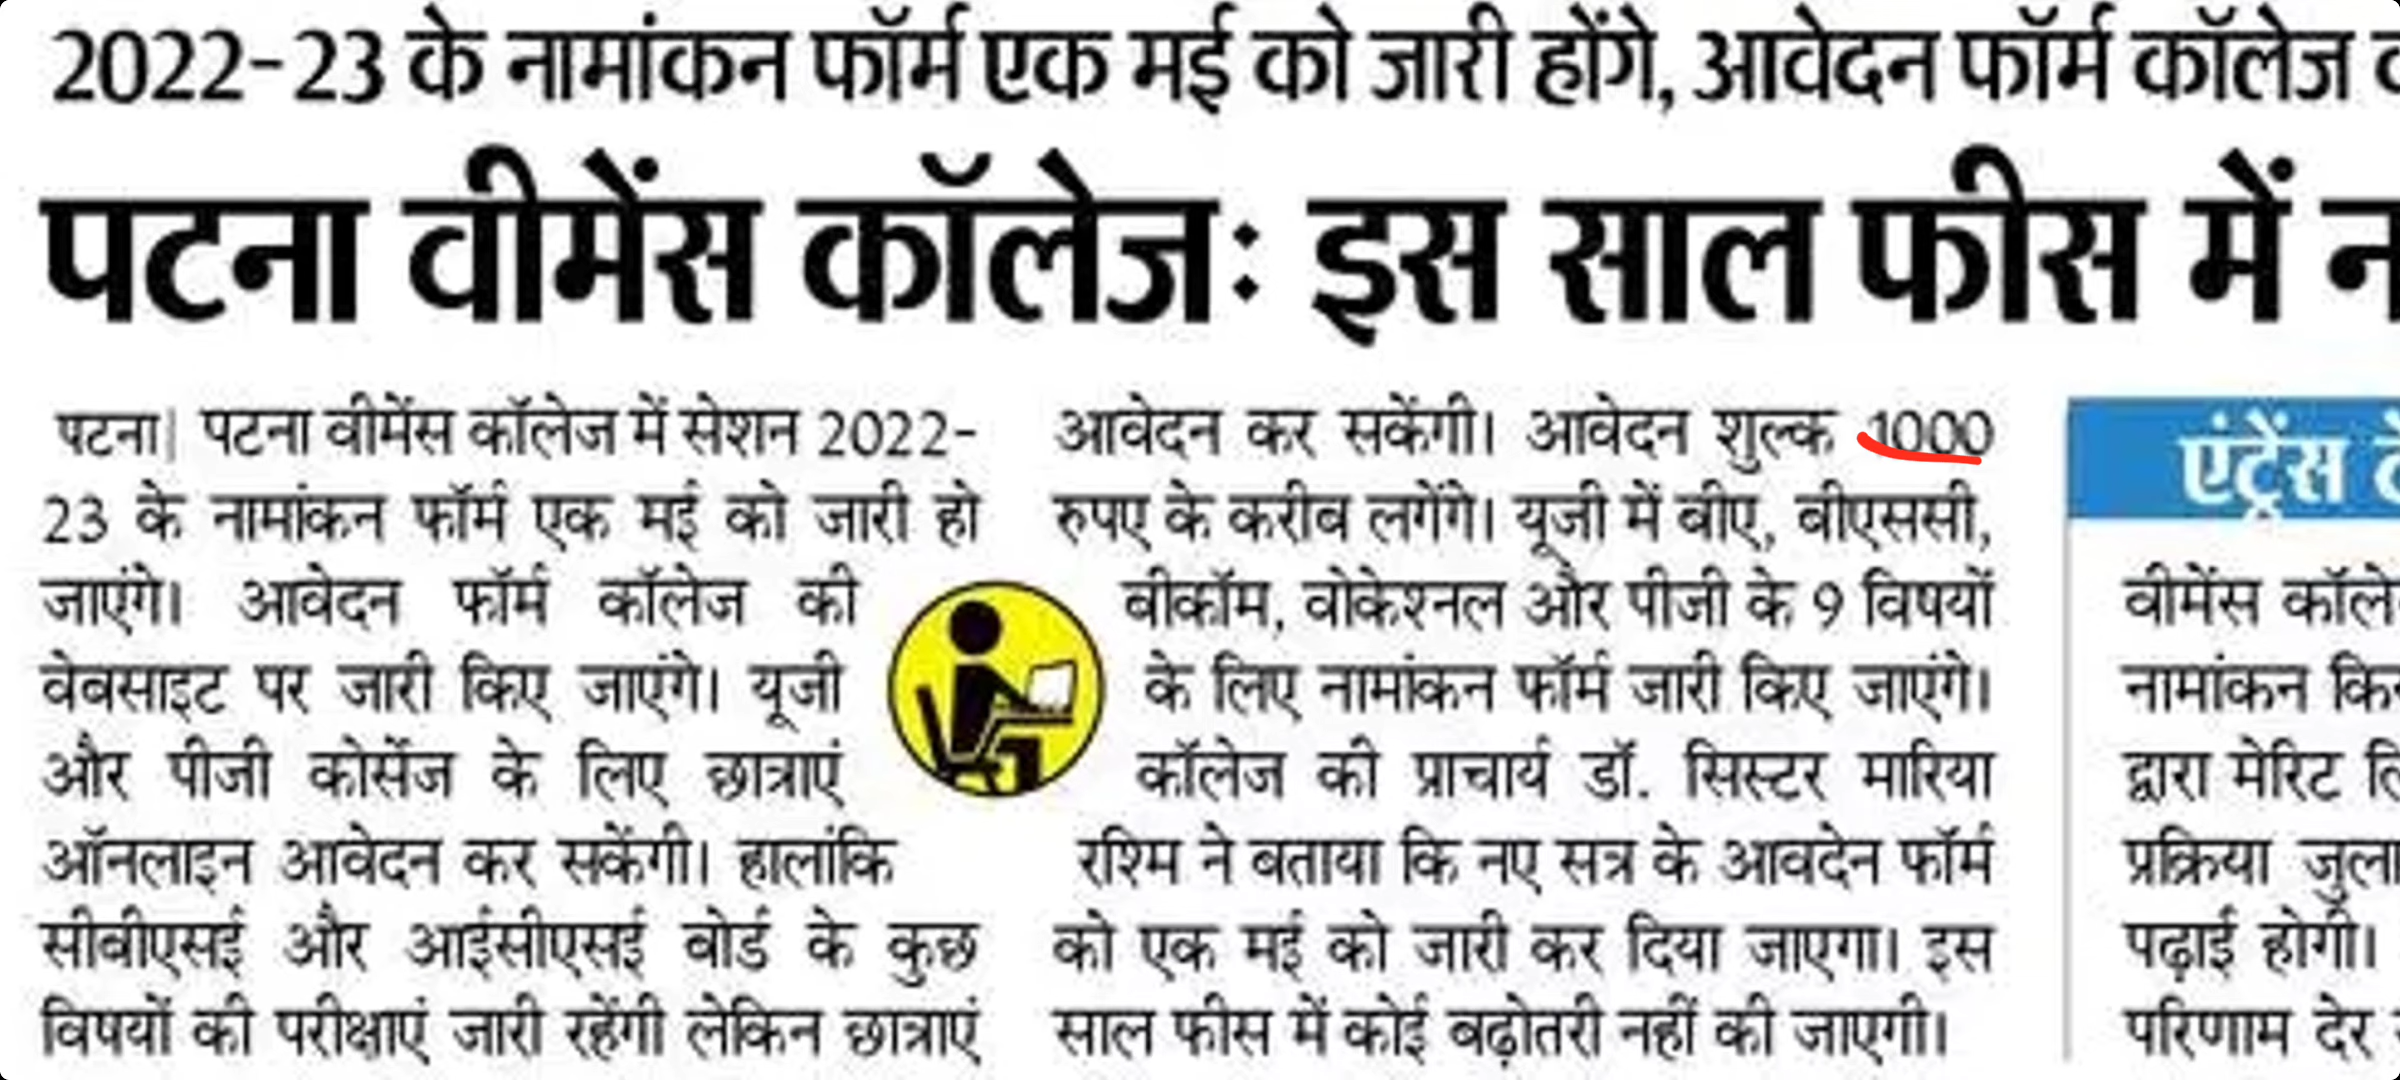 2022-23 के नामांकन फॉर्म एक मई को जारी होंगे, आवेदन फॉर्म कॉलेज
पटना वीमेंस कॉलेजः इस साल फीस में
पटना| पटना वीमेंस कॉलेज में सेशन 2022-
23 के नामांकन फॉर्म एक मई को जारी हो
जाएंगे। आवेदन फॉर्म कॉलेज की
वेबसाइट पर जारी किए जाएंगे। यूजी
और पीजी कोर्सेज के लिए छात्राएं
ऑनलाइन आवेदन कर सकेंगी। हालांकि
सीबीएसई और आईसीएसई बोर्ड के कुछ
विषयों की परीक्षाएं जारी रहेंगी लेकिन छात्राएं
आवेदन कर सकेंगी। आवेदन शुल्क 1000
रुपए के करीब लगेंगे। यूजी में बीए, बीएससी,
बीकॉम, वोकेश्नल और पीजी के 9 विषयों
के लिए नामांकन फॉर्म जारी किए जाएंगे।
कॉलेज की प्राचार्य डॉ. सिस्टर मारिया
रश्मि ने बताया कि नए सत्र के आवदेन फॉर्म
को एक मई को जारी कर दिया जाएगा। इस
साल फीस में कोई बढ़ोतरी नहीं की जाएगी।
एंट्रेंस
वीमेंस
नामांकन
द्वारा मेरिट
प्रक्रिया
पढ़ाई होगी।
परिणाम देर